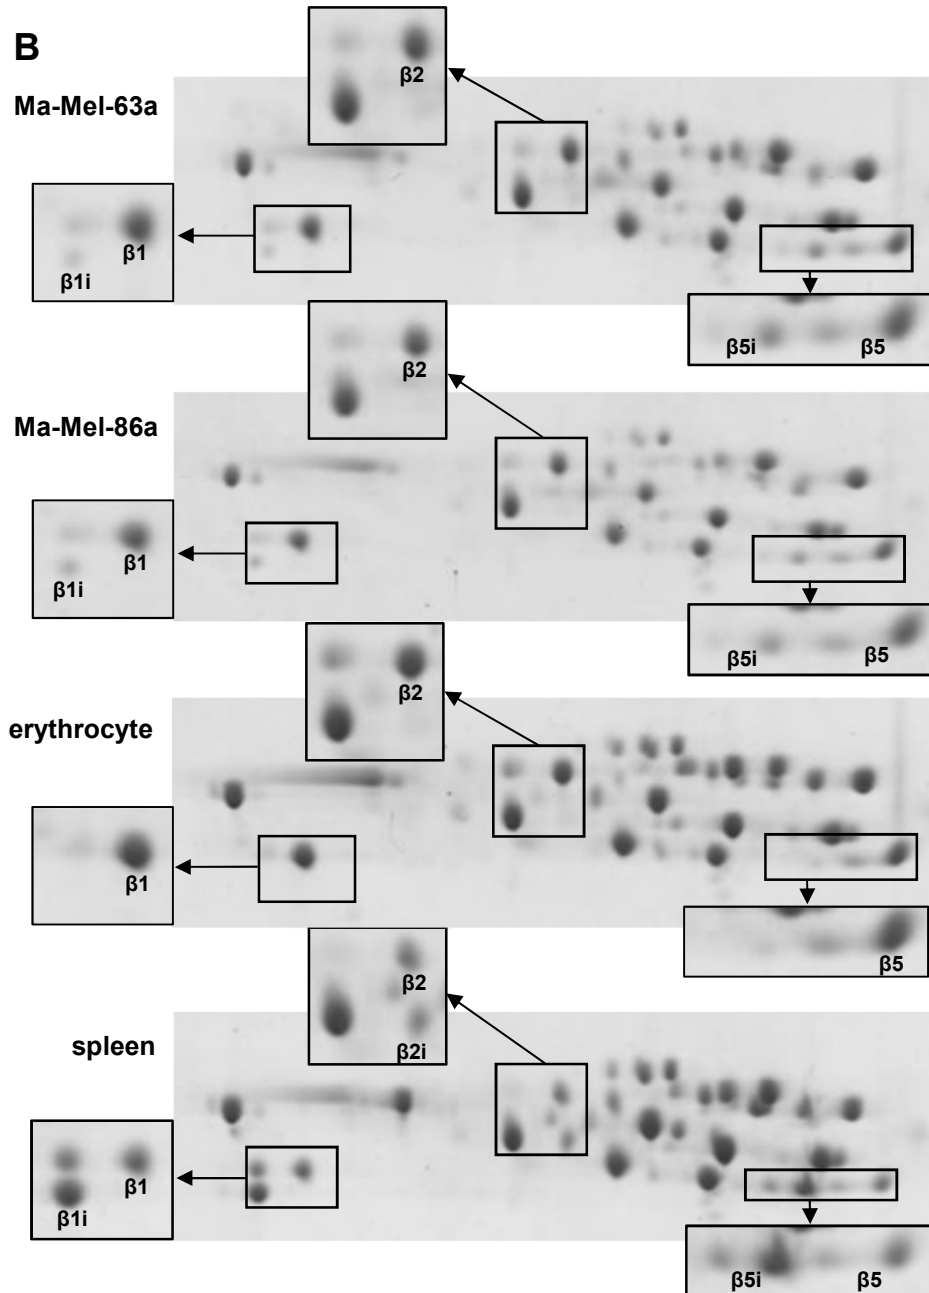 B
β2
Ma-Mel-63a
β1
β1i
β5i β5
β2
Ma-Mel-86a
β1
β1i
β5i β5
β2
erythrocyte
β1
β5
β2
spleen
β2i
β1
β1i
β5i β5